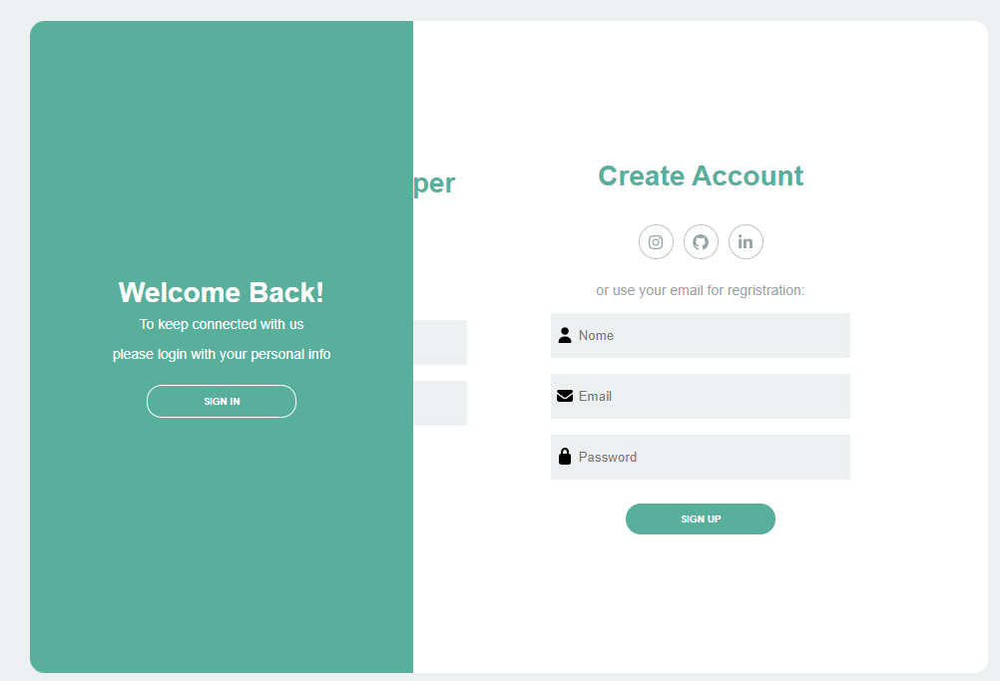 Welcome Back!
To keep connected with us
please login with your personal info
SIGN IN
per
Create Account
or use your email for regristration:
Nome
Email
Password
SIGN UP